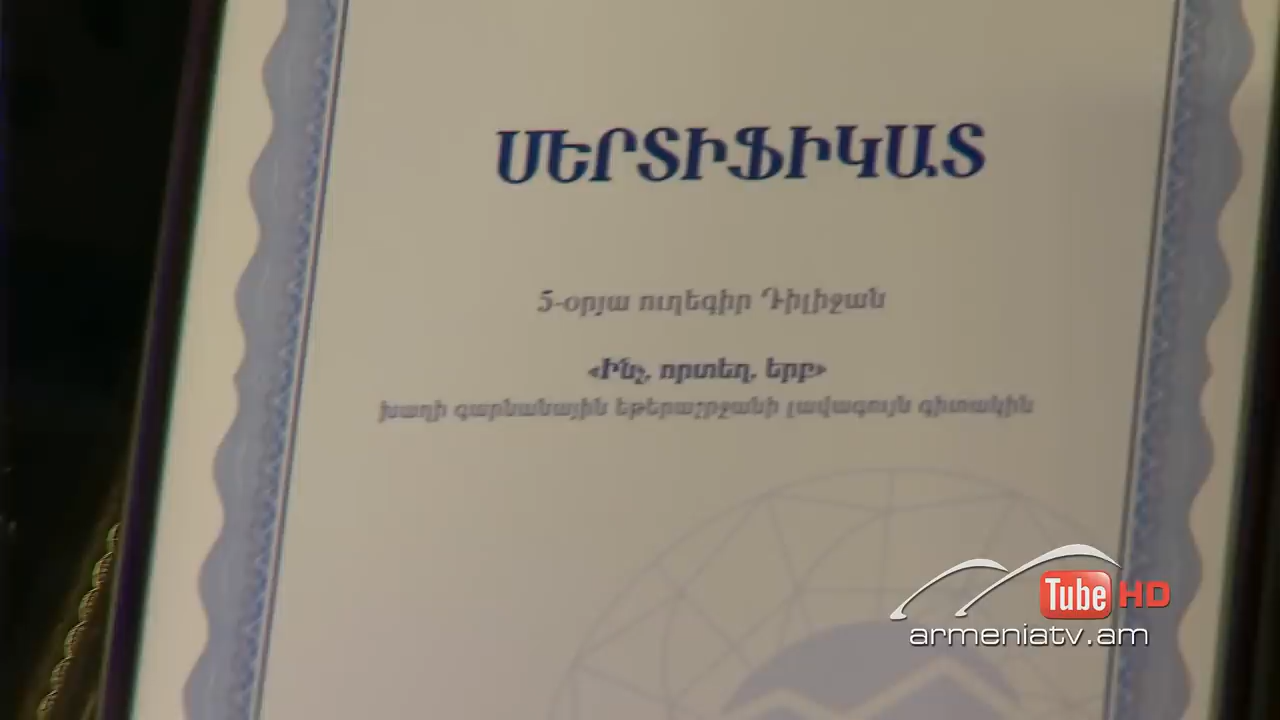 ՍԵՐՏԻՖԻԿԱՏ
5-օրյա ուղեգիր Դիլիջան
«Ինչ, որտեղ, երբ»
խաղի գարնանային եթերաշրջանի լավագույն գիտակին
Tube HD
armeniatv.am